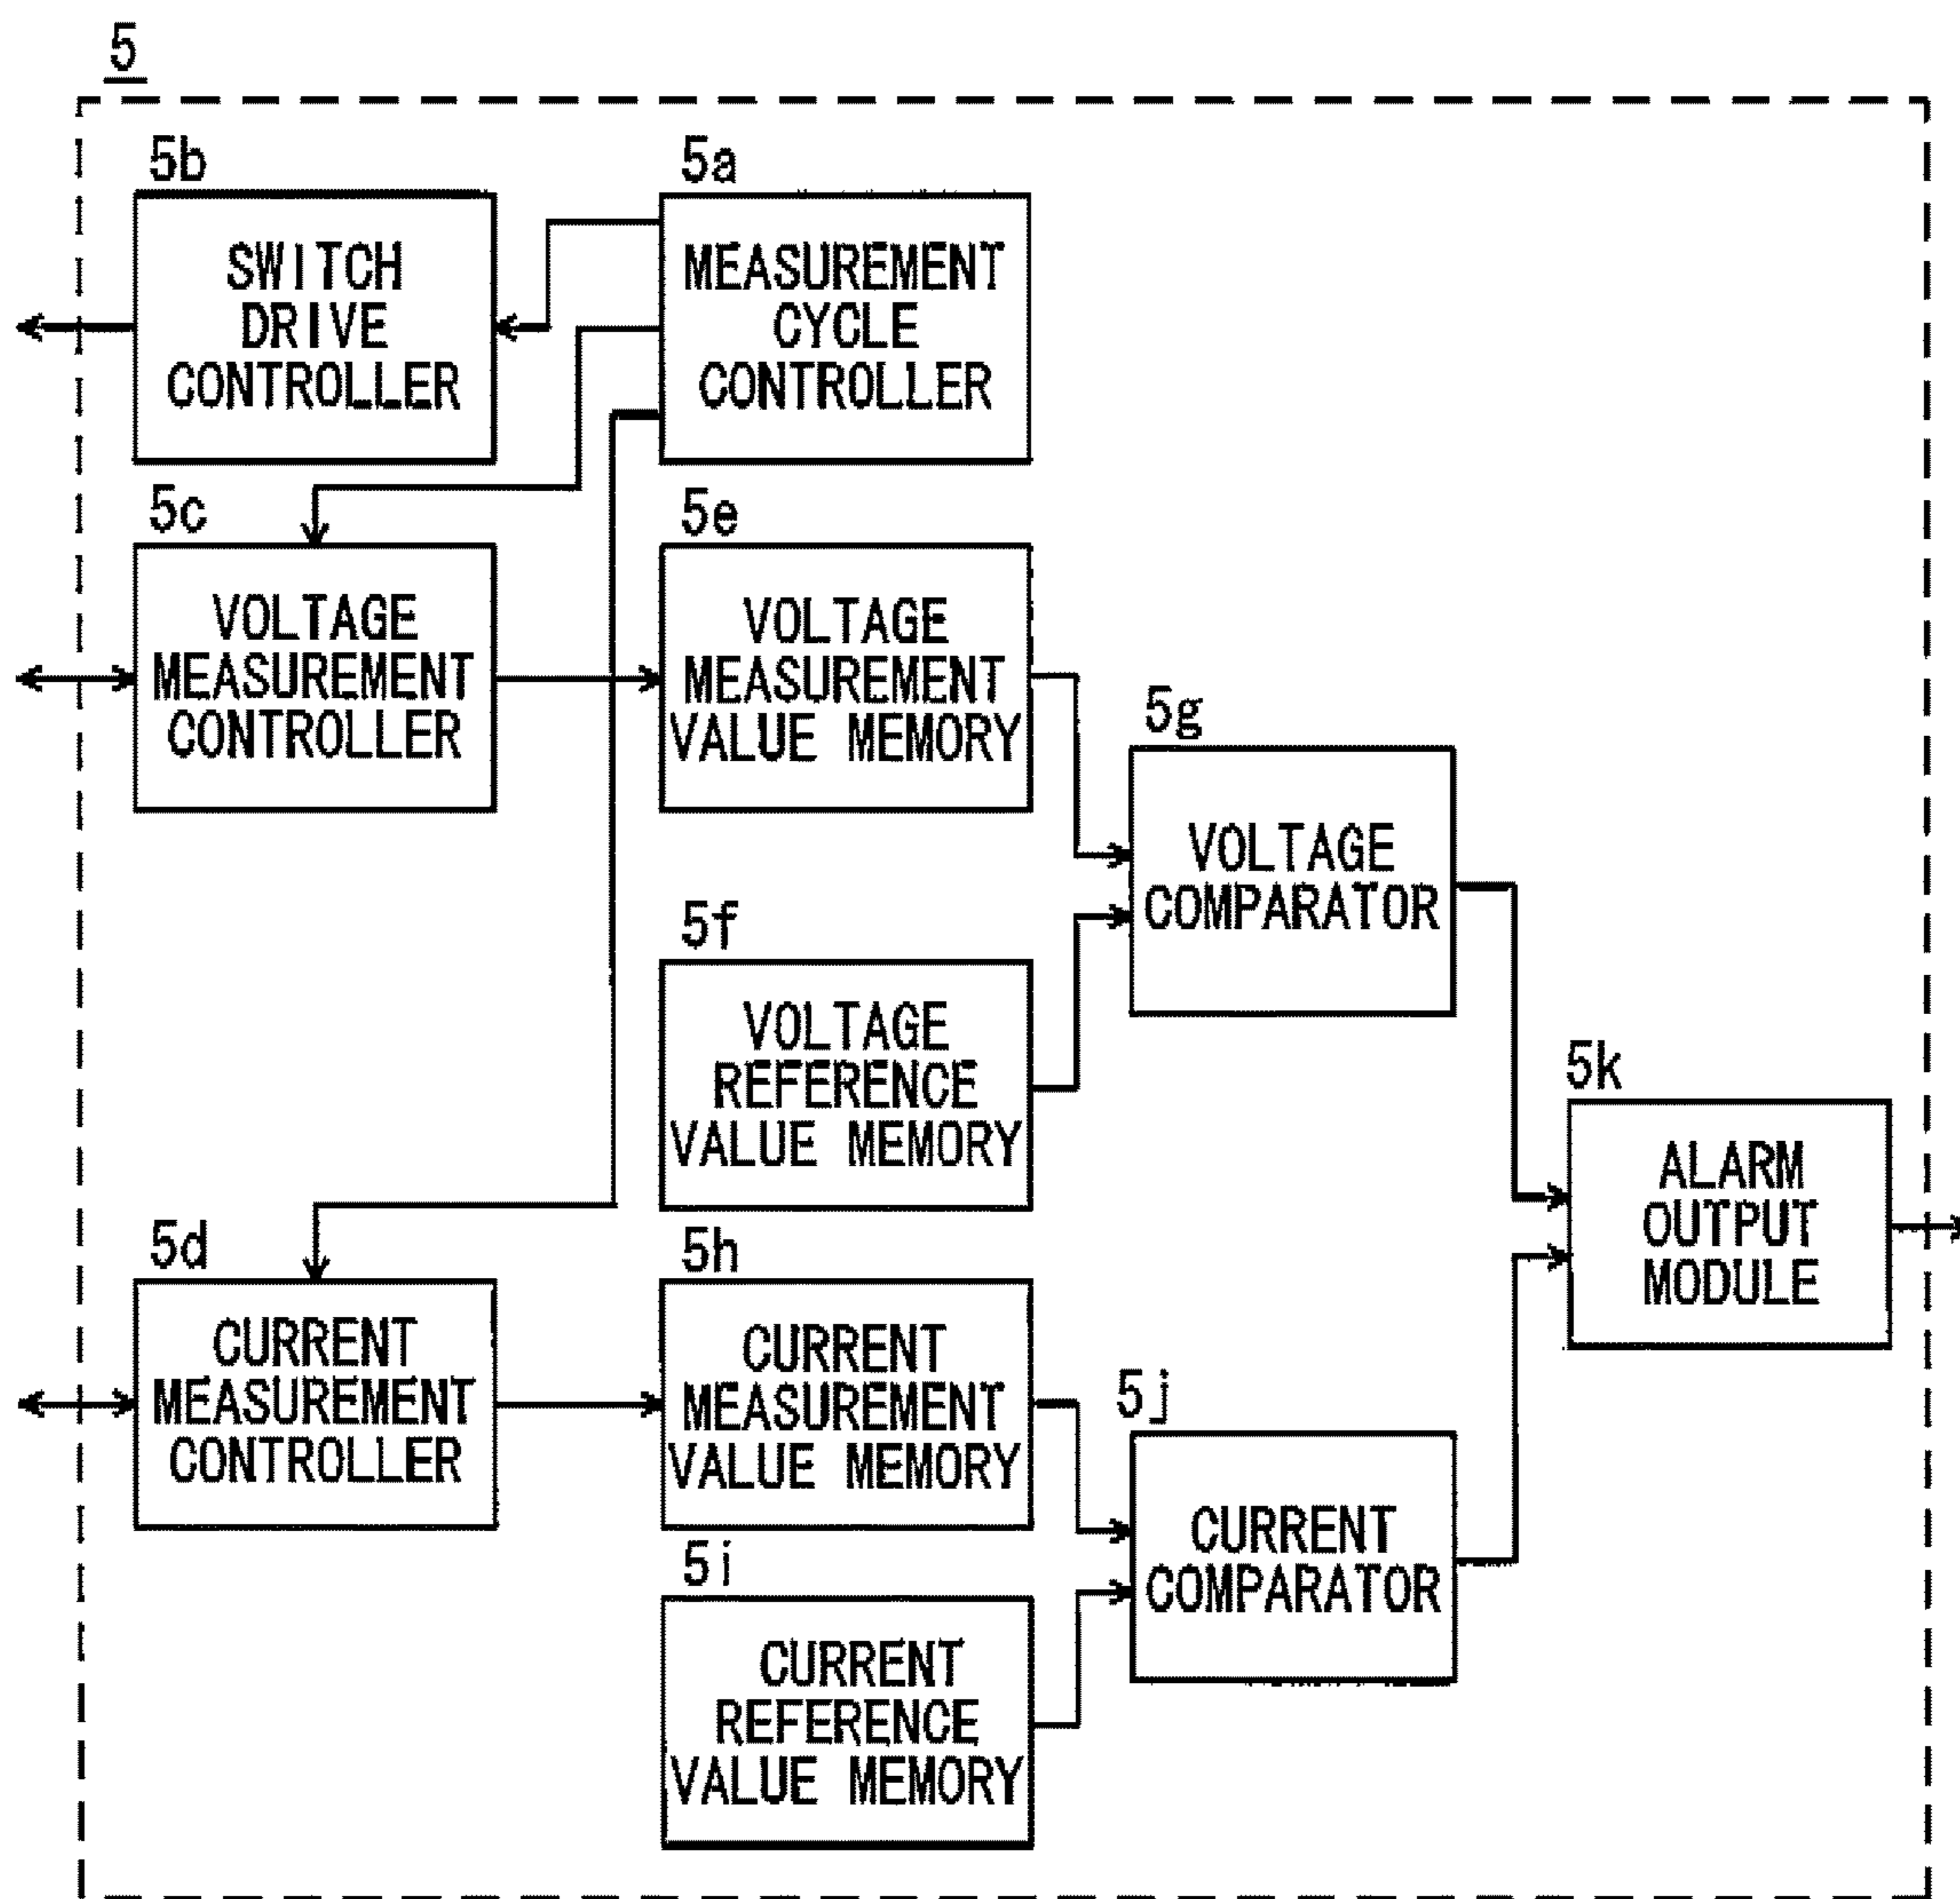 5
5b
SWITCH
DRIVE
CONTROLLER
5a
MEASUREMENT
CYCLE
CONTROLLER
5c
VOLTAGE
MEASUREMENT
CONTROLLER
5e
VOLTAGE
MEASUREMENT
VALUE MEMORY
5g
VOLTAGE
COMPARATOR
5f
VOLTAGE
REFERENCE
VALUE MEMORY
5k
ALARM
OUTPUT
MODULE
5d
CURRENT
MEASUREMENT
CONTROLLER
5h
CURRENT
MEASUREMENT
VALUE MEMORY
5j
CURRENT
COMPARATOR
5i
CURRENT
REFERENCE
VALUE MEMORY